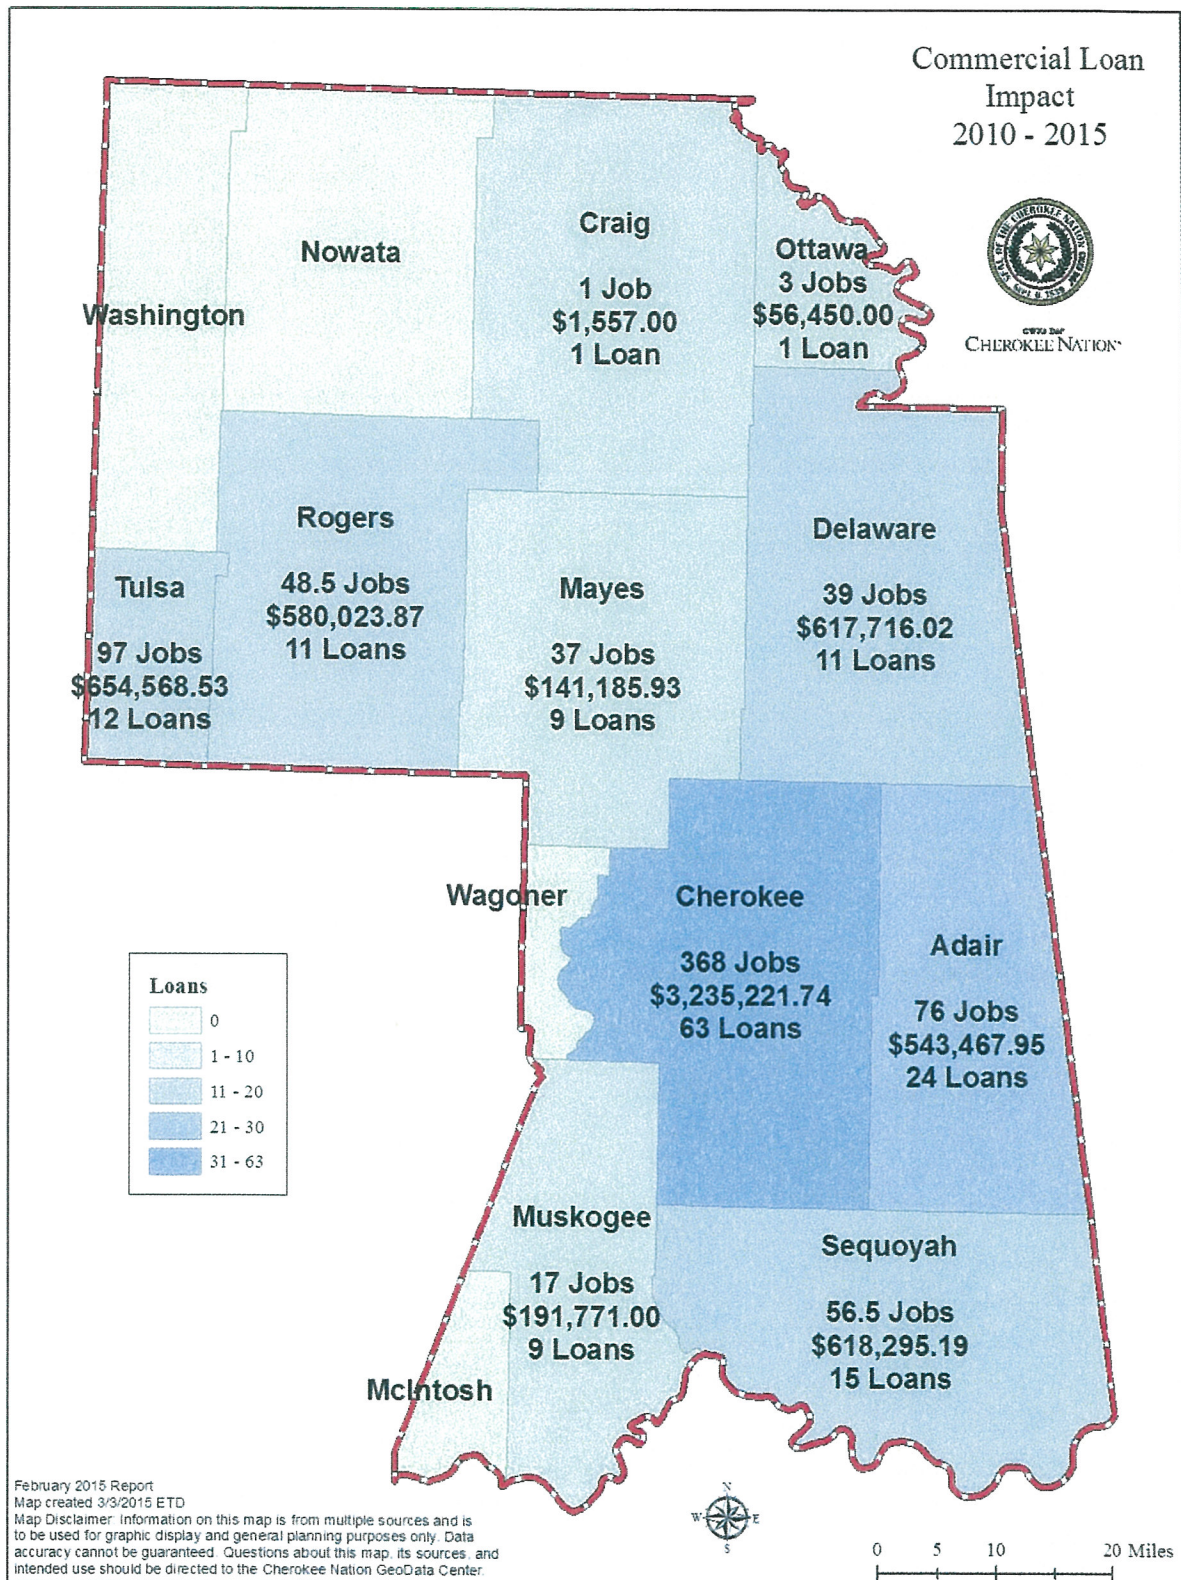 Commercial Loan
Impact
2010 - 2015
SEAL OF THE CHEROKEE NATION
SEPT. 6, 1839
CHEROKEE NATION
Craig
1 Job
$1,557.00
1 Loan
Ottawa
3 Jobs
$56,450.00
1 Loan
Nowata
Washington
Rogers
48.5 Jobs
$580,023.87
11 Loans
Delaware
39 Jobs
$617,716.02
11 Loans
Tulsa
97 Jobs
$654,568.53
12 Loans
Mayes
37 Jobs
$141,185.93
9 Loans
Wagoner
Cherokee
368 Jobs
$3,235,221.74
63 Loans
Adair
76 Jobs
$543,467.95
24 Loans
Loans
0
1 - 10
11 - 20
21 - 30
31 - 63
Muskogee
17 Jobs
$191,771.00
9 Loans
Sequoyah
56.5 Jobs
$618,295.19
15 Loans
McIntosh
February 2015 Report
Map created 3/3/2015 ETD
Map Disclaimer: Information on this map is from multiple sources and is
to be used for graphic display and general planning purposes only. Data
accuracy cannot be guaranteed. Questions about this map, its sources, and
intended use should be directed to the Cherokee Nation GeoData Center.
N
W E
S
0 5 10 20 Miles